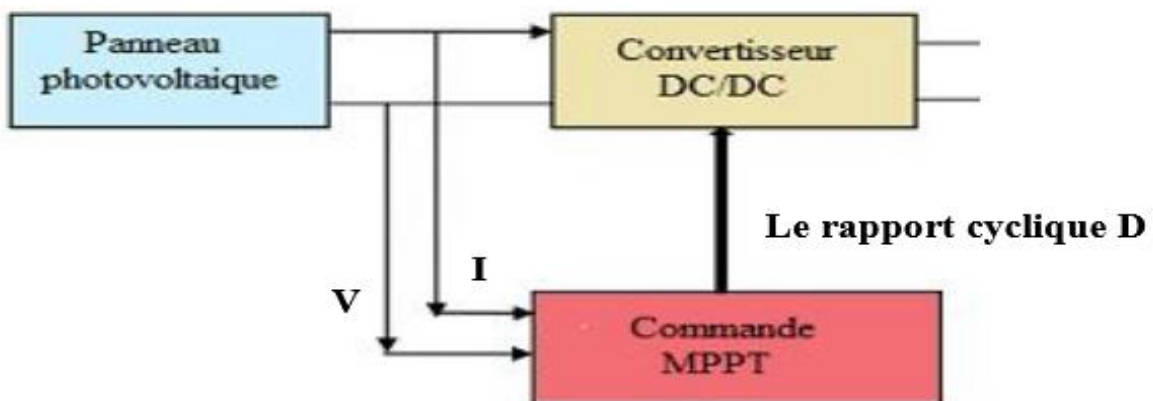 Panneau
photovoltaique
Convertisseur
DC/DC
Le rapport cyclique D
I
V
Commande
MPPT